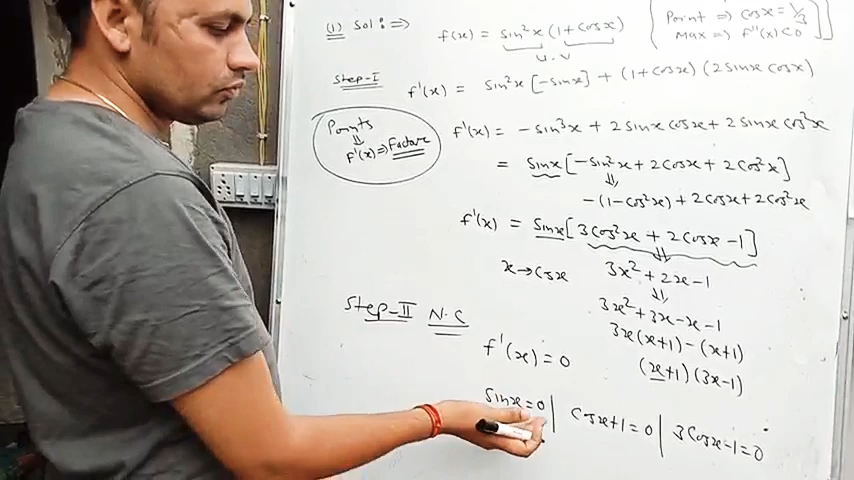 (1) Sol :⇒
f(x) = sin²x (1 + cosx)
u . v
Point ⇒ cosx = 1/3
Max ⇒ f''(x) < 0
Step-I
f'(x) = sin²x [-sinx] + (1 + cosx) (2 sinx cosx)
Points
⇓
f'(x) ⇒ Factor
f'(x) = - sin³x + 2 sinx cosx + 2 sinx cos²x
= sinx [-sin²x + 2cosx + 2cos²x]
⇓
-(1-cos²x) + 2cosx + 2cos²x
f'(x) = sinx [3cos²x + 2cosx - 1]
⇓
x → cosx
3x² + 2x - 1
⇓
3x² + 3x - x - 1
3x(x+1) - (x+1)
(x+1) (3x-1)
Step-II N.C
f'(x) = 0
sinx = 0 | cosx + 1 = 0 | 3cosx - 1 = 0